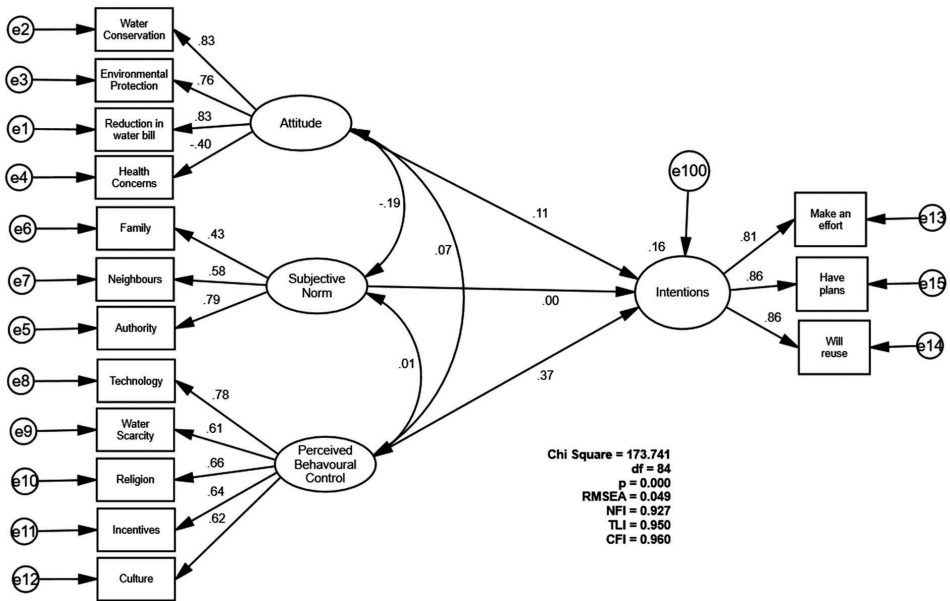 e2
Water
Conservation
.83
e3
Environmental
Protection
.76
e1
Reduction in
water bill
.83
Attitude
e4
Health
Concerns
-.40
e100
e6
Family
.43
-.19
.11
.07
.16
Make an
effort
e13
.81
e7
Neighbours
.58
Subjective
Norm
.00
Intentions
.86
Have
plans
e15
e5
Authority
.79
.86
Will
reuse
e14
e8
Technology
.78
.01
.37
e9
Water
Scarcity
.61
Perceived
Behavoural
Control
e10
Religion
.66
e11
Incentives
.64
e12
Culture
.62
Chi Square = 173.741
df = 84
p = 0.000
RMSEA = 0.049
NFI = 0.927
TLI = 0.950
CFI = 0.960